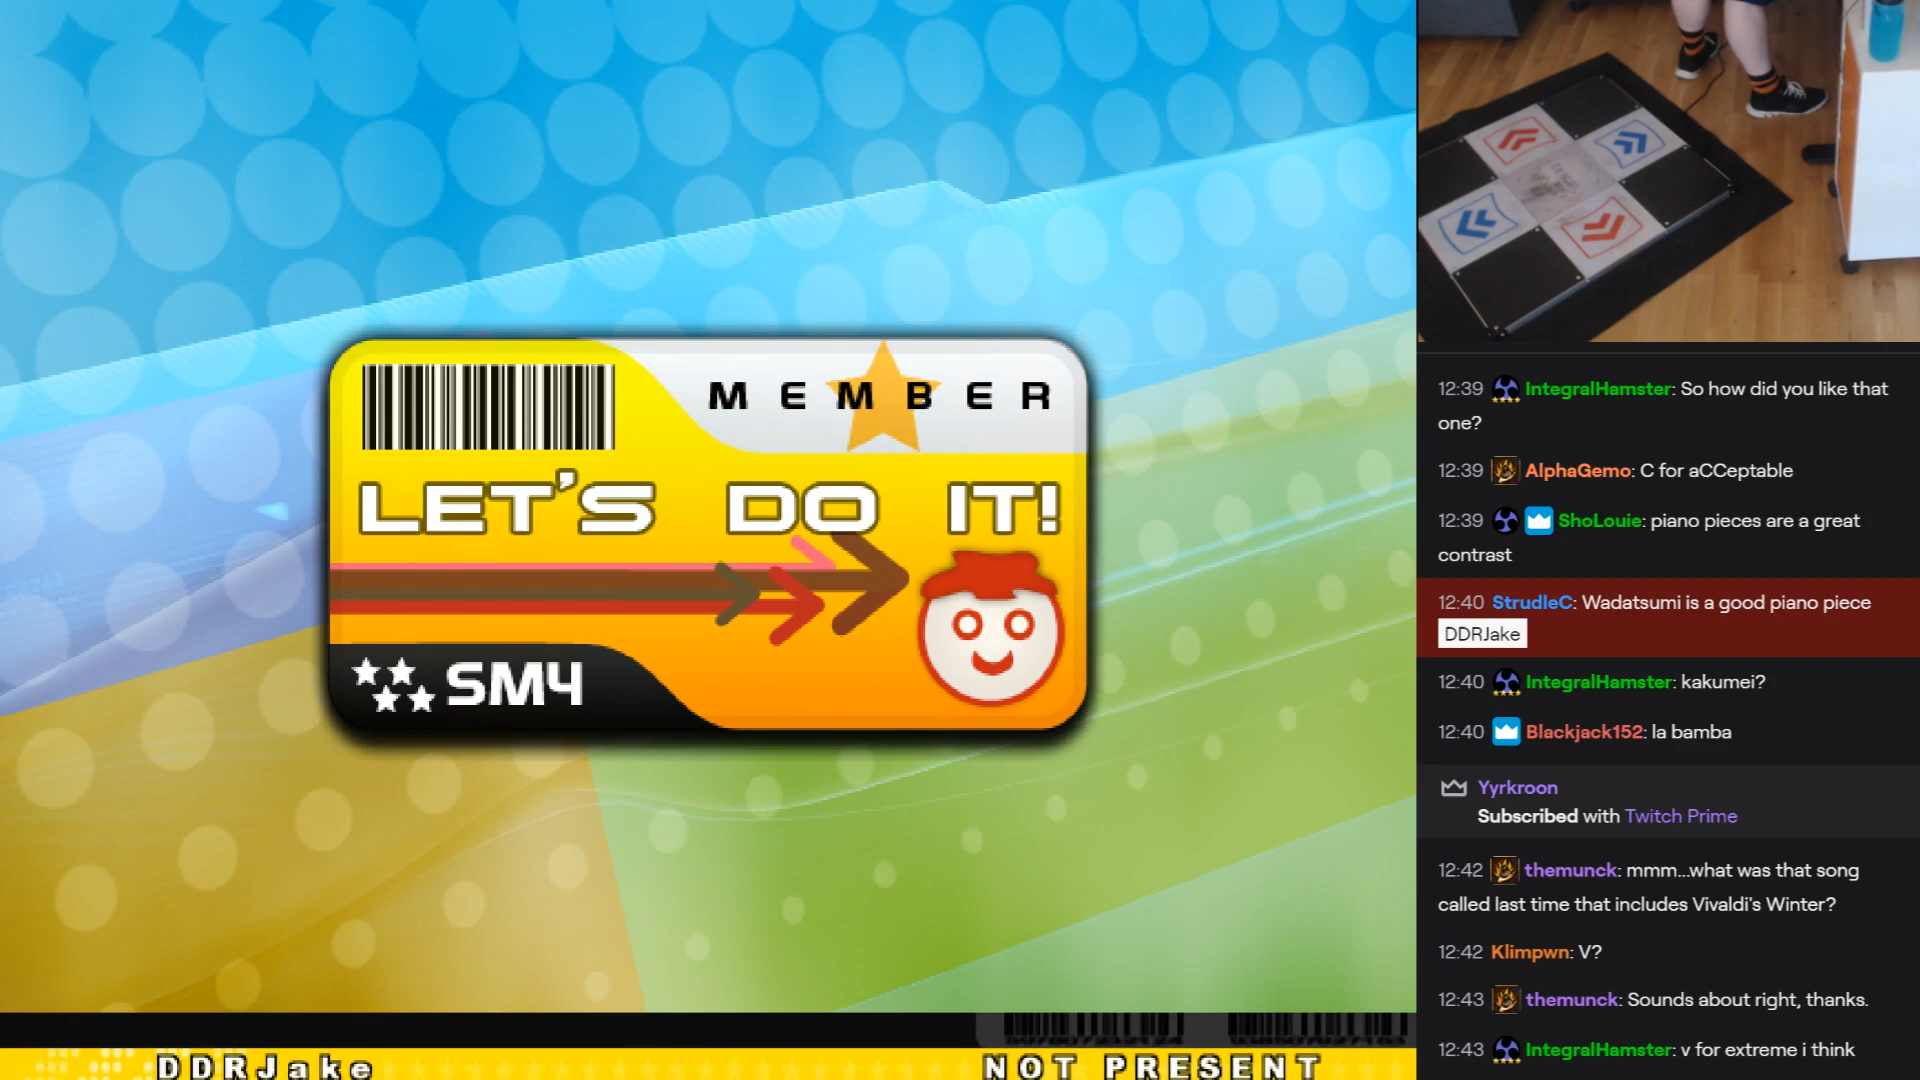 MEMBER
LET'S DO IT!
SM4
DDRJake
NOT PRESENT
12:39 IntegralHamster: So how did you like that
one?
12:39 AlphaGemo: C for aCCeptable
12:39 ShoLouie: piano pieces are a great
contrast
12:40 StrudleC: Wadatsumi is a good piano piece
DDRJake
12:40 IntegralHamster: kakumei?
12:40 Blackjack152: la bamba
Yyrkroon
Subscribed with Twitch Prime
12:42 themunck: mmm...what was that song
called last time that includes Vivaldi's Winter?
12:42 Klimpwn: V?
12:43 themunck: Sounds about right, thanks.
12:43 IntegralHamster: v for extreme i think